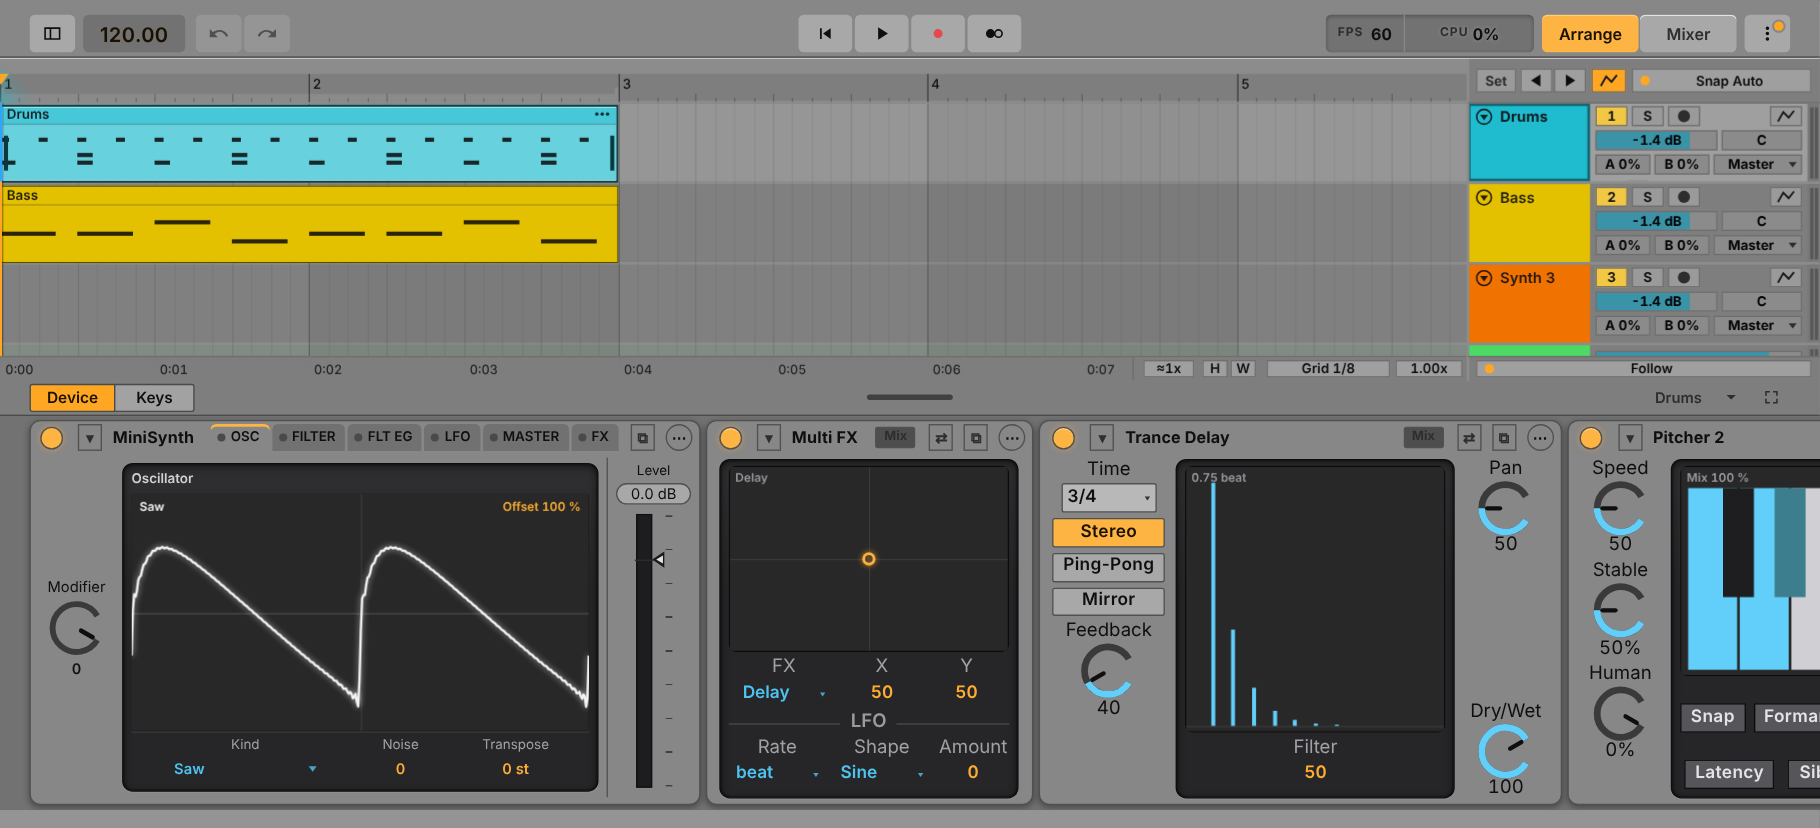 120.00
FPS 60 CPU 0% Arrange Mixer
1 2 3 4 5
Set Snap Auto
Drums
Drums 1 S
-1.4 dB C
A 0% B 0% Master
Bass
Bass 2 S
-1.4 dB C
A 0% B 0% Master
Synth 3 3 S
-1.4 dB C
A 0% B 0% Master
0:00 0:01 0:02 0:03 0:04 0:05 0:06 0:07 ≈1x H W Grid 1/8 1.00x Follow
Device Keys Drums
MiniSynth OSC FILTER FLT EG LFO MASTER FX
Oscillator
Saw Offset 100 %
Modifier
0
Kind Noise Transpose
Saw 0 0 st
Level
0.0 dB
Multi FX Mix
Delay
FX X Y
Delay 50 50
LFO
Rate Shape Amount
beat Sine 0
Trance Delay Mix
Time
3/4
Stereo
Ping-Pong
Mirror
Feedback
40
0.75 beat
Filter
50
Pan
50
Dry/Wet
100
Pitcher 2
Speed
50
Stable
50%
Human
0%
Mix 100 %
Snap
Latency